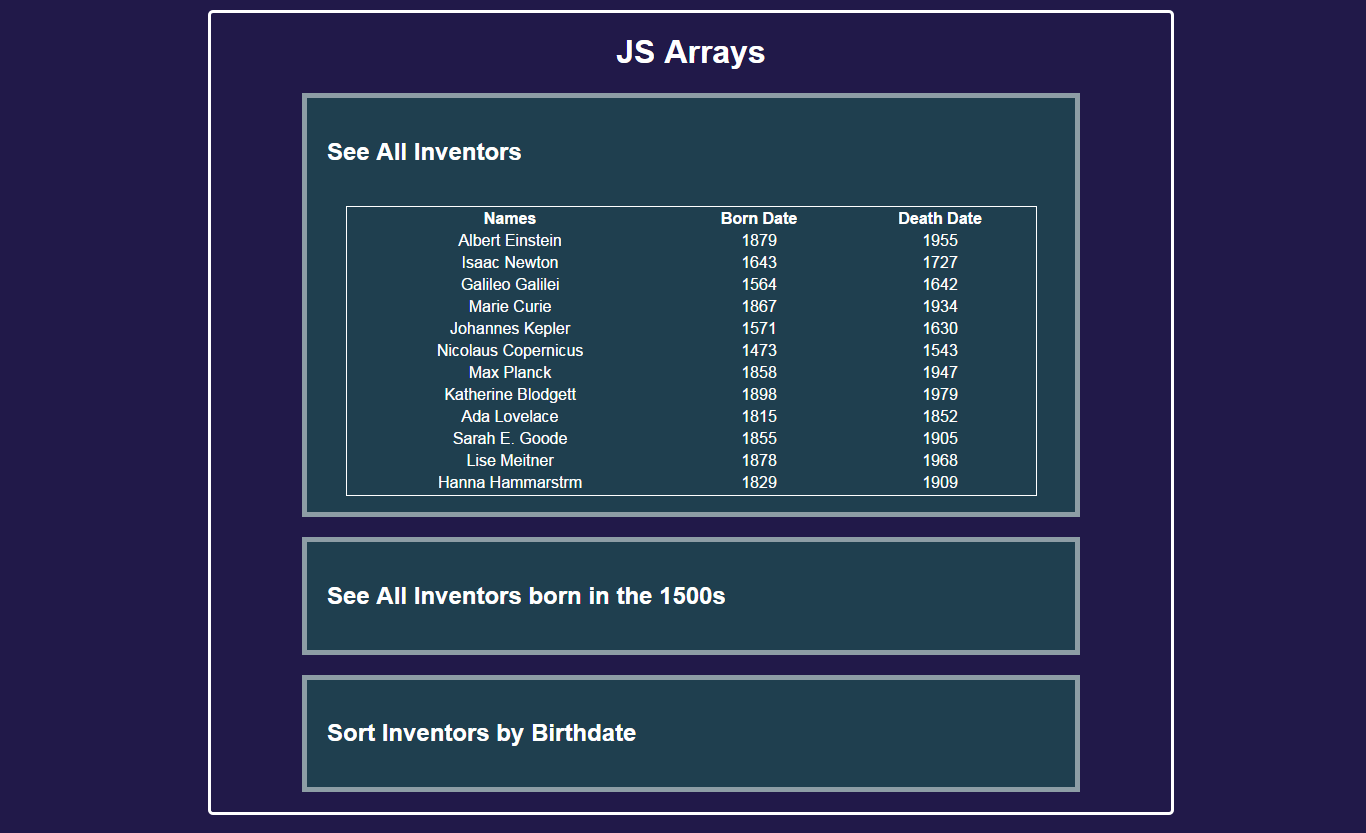 JS Arrays
See All Inventors
Names Born Date Death Date
Albert Einstein 1879 1955
Isaac Newton 1643 1727
Galileo Galilei 1564 1642
Marie Curie 1867 1934
Johannes Kepler 1571 1630
Nicolaus Copernicus 1473 1543
Max Planck 1858 1947
Katherine Blodgett 1898 1979
Ada Lovelace 1815 1852
Sarah E. Goode 1855 1905
Lise Meitner 1878 1968
Hanna Hammarstrm 1829 1909
See All Inventors born in the 1500s
Sort Inventors by Birthdate